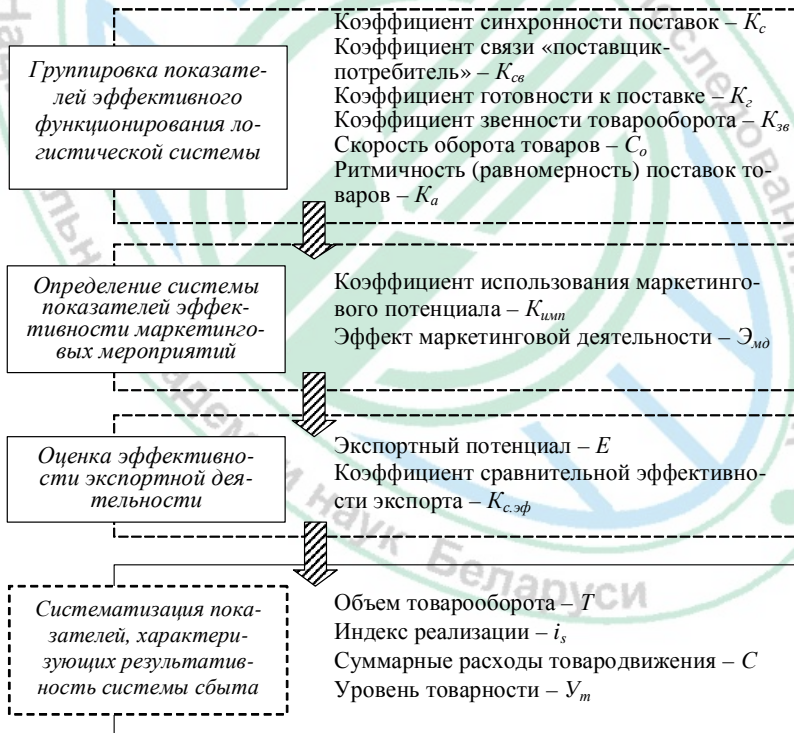 Группировка показате-
лей эффективного
функционирования ло-
гистической системы
Коэффициент синхронности поставок – Kс
Коэффициент связи «поставщик-
потребитель» – Kсв
Коэффициент готовности к поставке – Kг
Коэффициент звенности товарооборота – Kзв
Скорость оборота товаров – Cо
Ритмичность (равномерность) поставок то-
варов – Kа
Определение системы
показателей эффек-
тивности маркетинго-
вых мероприятий
Коэффициент использования маркетинго-
вого потенциала – Kимп
Эффект маркетинговой деятельности – Эмд
Оценка эффективно-
сти экспортной дея-
тельности
Экспортный потенциал – E
Коэффициент сравнительной эффективно-
сти экспорта – Kс.эф
Систематизация пока-
зателей, характери-
зующих результатив-
ность системы сбыта
Объем товарооборота – T
Индекс реализации – is
Суммарные расходы товародвижения – C
Уровень товарности – Ут
наук Беларуси